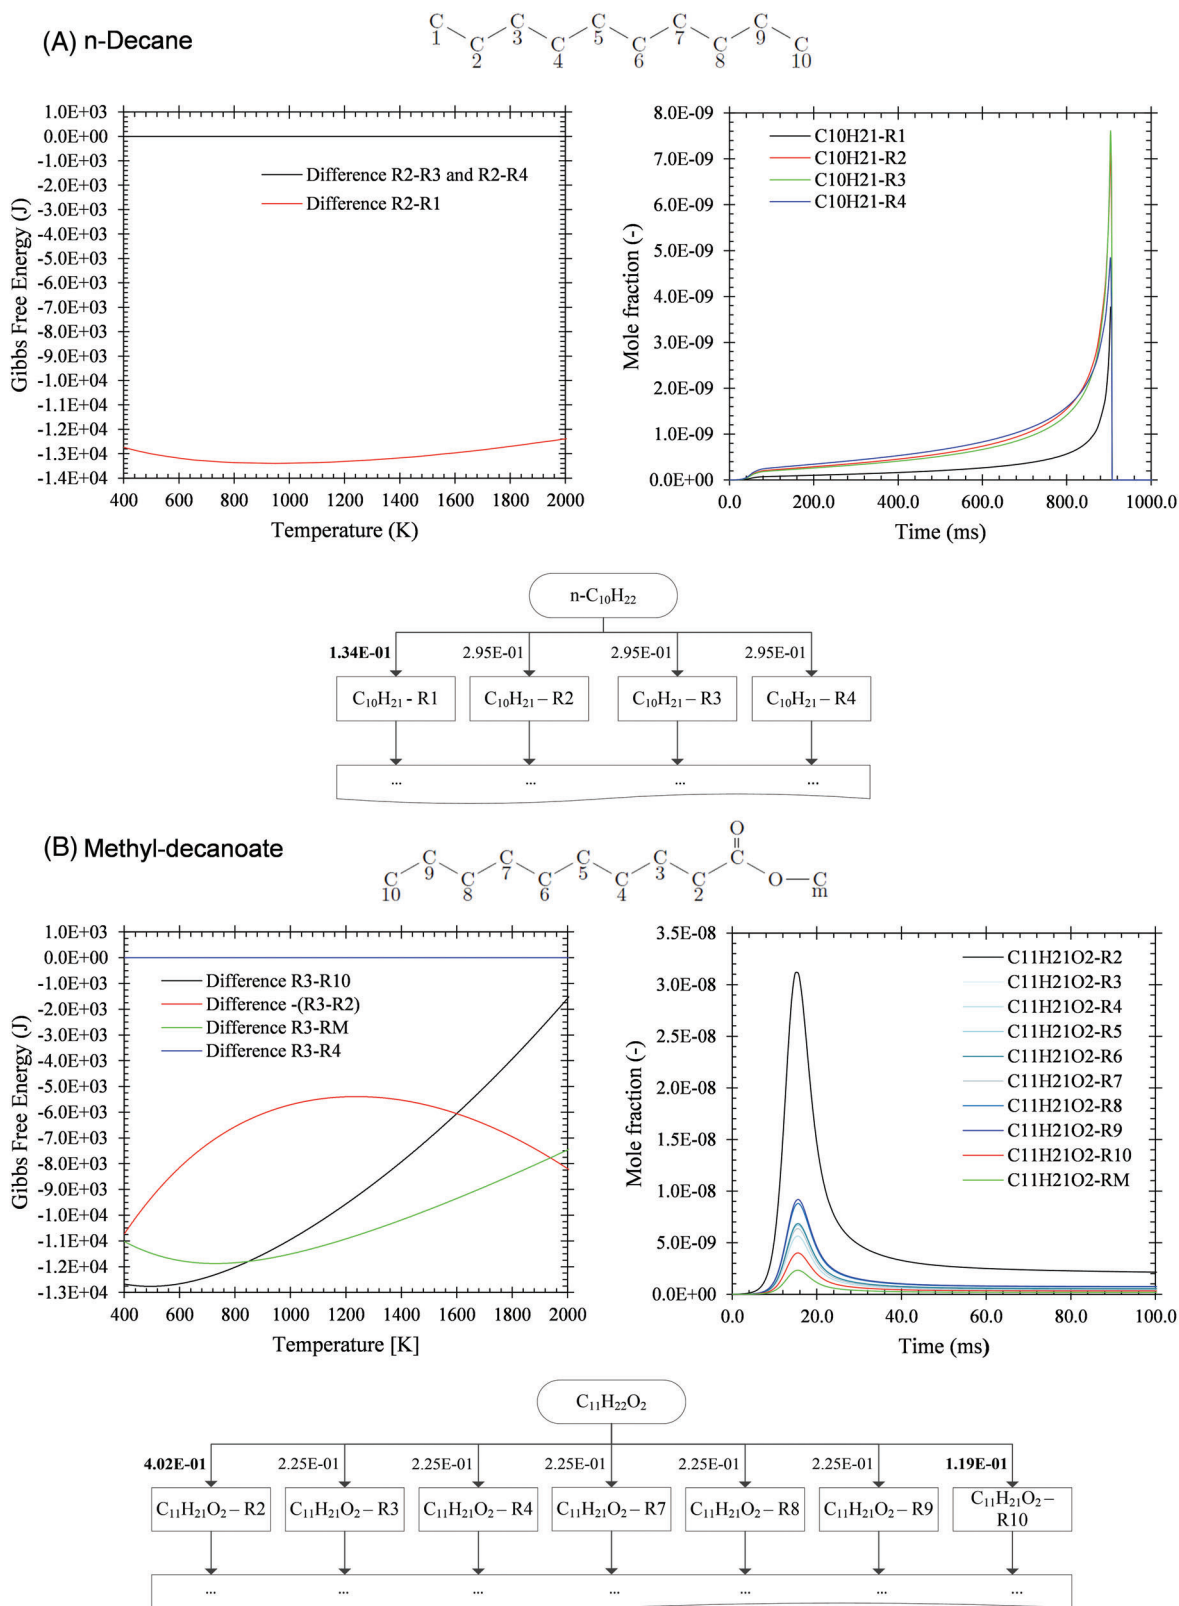 (A) n-Decane
C C C C C C C C C C
1 2 3 4 5 6 7 8 9 10
Gibbs Free Energy (J)
1.0E+03
0.0E+00
-1.0E+03
-2.0E+03
-3.0E+03
-4.0E+03
-5.0E+03
-6.0E+03
-7.0E+03
-8.0E+03
-9.0E+03
-1.0E+04
-1.1E+04
-1.2E+04
-1.3E+04
-1.4E+04
Difference R2-R3 and R2-R4
Difference R2-R1
400 600 800 1000 1200 1400 1600 1800 2000
Temperature (K)
Mole fraction (-)
8.0E-09
7.0E-09
6.0E-09
5.0E-09
4.0E-09
3.0E-09
2.0E-09
1.0E-09
0.0E+00
C10H21-R1
C10H21-R2
C10H21-R3
C10H21-R4
0.0 200.0 400.0 600.0 800.0 1000.0
Time (ms)
n-C₁₀H₂₂
1.34E-01 2.95E-01 2.95E-01 2.95E-01
C₁₀H₂₁ - R1 C₁₀H₂₁ – R2 C₁₀H₂₁ – R3 C₁₀H₂₁ – R4
... ... ... ...
(B) Methyl-decanoate
O
C C C C C C C C C C O C
10 9 8 7 6 5 4 3 2 m
Gibbs Free Energy (J)
1.0E+03
0.0E+00
-1.0E+03
-2.0E+03
-3.0E+03
-4.0E+03
-5.0E+03
-6.0E+03
-7.0E+03
-8.0E+03
-9.0E+03
-1.0E+04
-1.1E+04
-1.2E+04
-1.3E+04
Difference R3-R10
Difference -(R3-R2)
Difference R3-RM
Difference R3-R4
400 600 800 1000 1200 1400 1600 1800 2000
Temperature [K]
Mole fraction (-)
3.5E-08
3.0E-08
2.5E-08
2.0E-08
1.5E-08
1.0E-08
5.0E-09
0.0E+00
C11H21O2-R2
C11H21O2-R3
C11H21O2-R4
C11H21O2-R5
C11H21O2-R6
C11H21O2-R7
C11H21O2-R8
C11H21O2-R9
C11H21O2-R10
C11H21O2-RM
0.0 20.0 40.0 60.0 80.0 100.0
Time (ms)
C₁₁H₂₂O₂
4.02E-01 2.25E-01 2.25E-01 2.25E-01 2.25E-01 2.25E-01 1.19E-01
C₁₁H₂₁O₂ – R2 C₁₁H₂₁O₂ – R3 C₁₁H₂₁O₂ – R4 C₁₁H₂₁O₂ – R7 C₁₁H₂₁O₂ – R8 C₁₁H₂₁O₂ – R9 C₁₁H₂₁O₂ –
R10
... ... ... ... ... ... ...